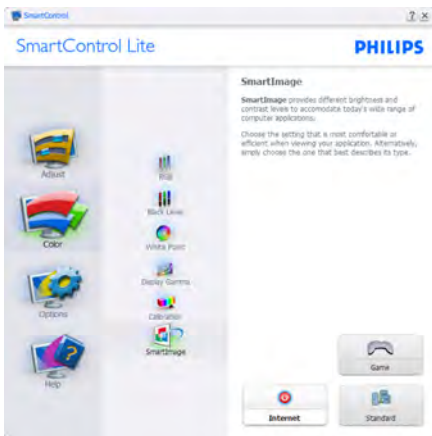 SmartControl
? ×
SmartControl Lite
PHILIPS
SmartImage
SmartImage provides different brightness and
contrast levels to accomodate today's wide range of
computer applications.
Choose the setting that is most comfortable or
efficient when viewing your application. Alternatively,
simply choose the one that best describes its type.
Adjust
Color
Options
Help
RGB
Black Level
White Point
Display Gamma
Calibration
SmartImage
Game
Internet
Standard